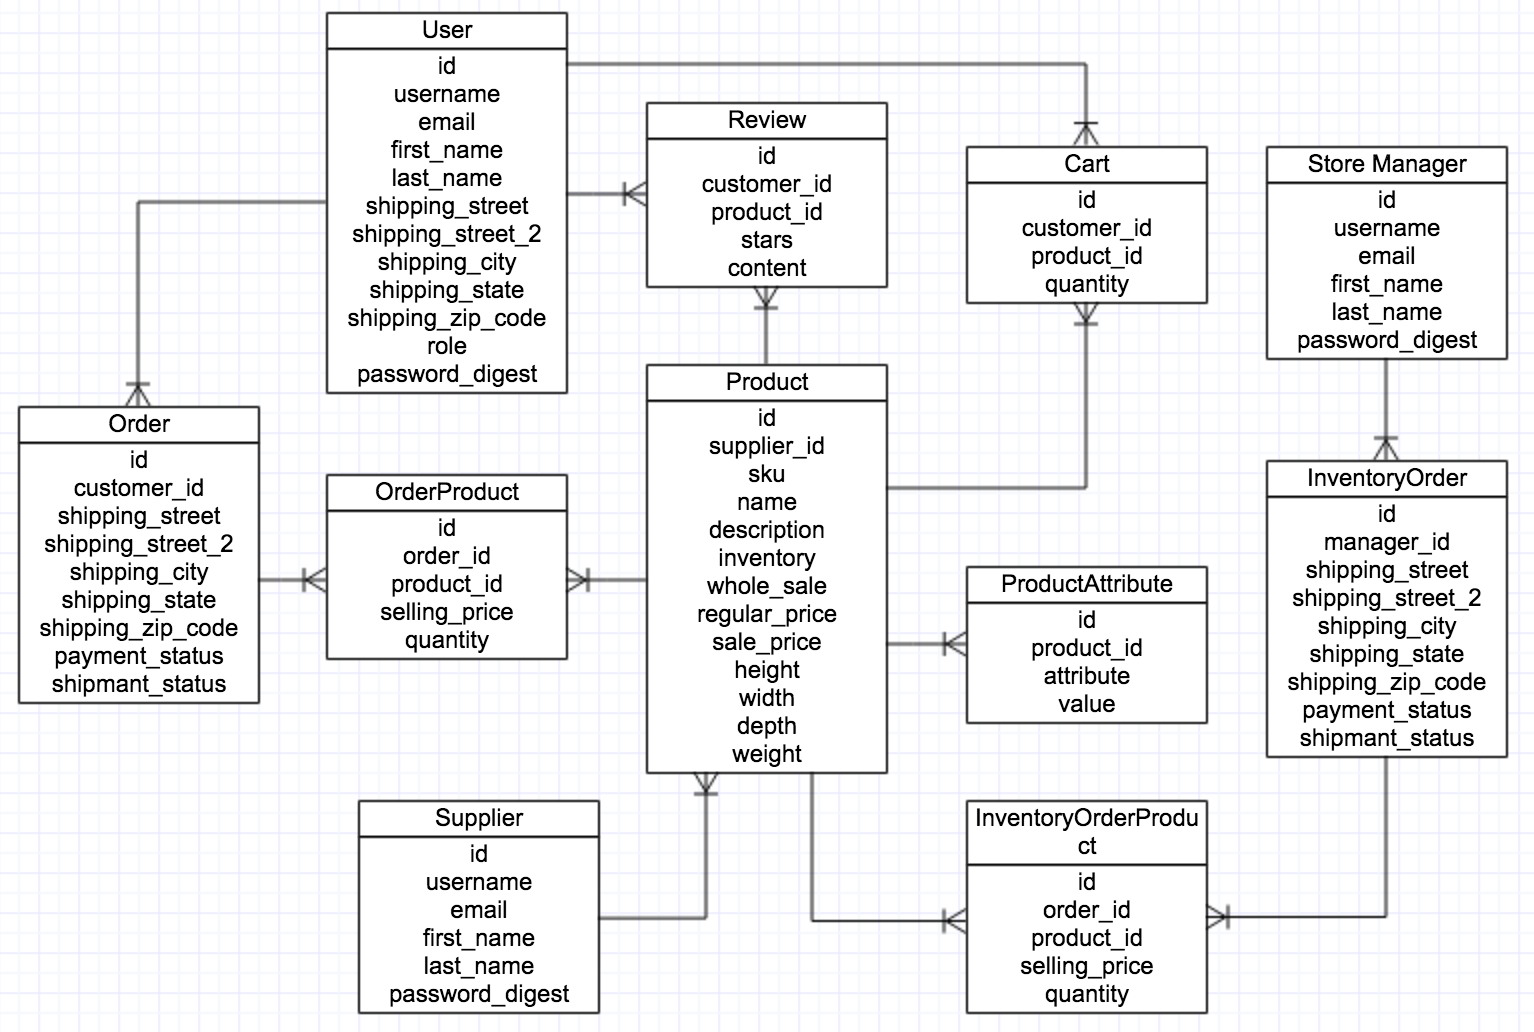 User
id
username
email
first_name
last_name
shipping_street
shipping_street_2
shipping_city
shipping_state
shipping_zip_code
role
password_digest
Review
id
customer_id
product_id
stars
content
Cart
id
customer_id
product_id
quantity
Store Manager
id
username
email
first_name
last_name
password_digest
Order
id
customer_id
shipping_street
shipping_street_2
shipping_city
shipping_state
shipping_zip_code
payment_status
shipmant_status
OrderProduct
id
order_id
product_id
selling_price
quantity
Product
id
supplier_id
sku
name
description
inventory
whole_sale
regular_price
sale_price
height
width
depth
weight
ProductAttribute
id
product_id
attribute
value
InventoryOrder
id
manager_id
shipping_street
shipping_street_2
shipping_city
shipping_state
shipping_zip_code
payment_status
shipmant_status
Supplier
id
username
email
first_name
last_name
password_digest
InventoryOrderProdu
ct
id
order_id
product_id
selling_price
quantity